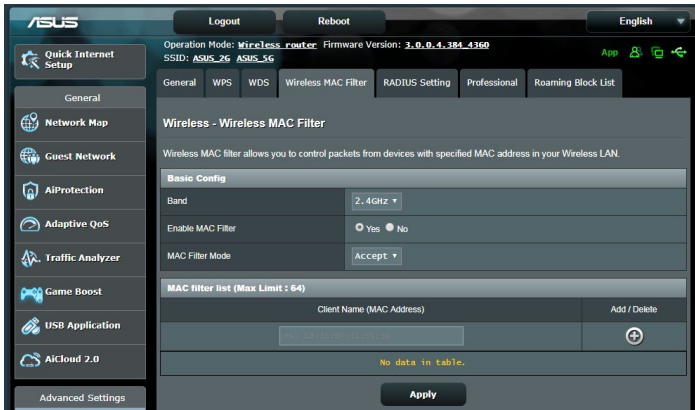 ASUS
Logout
Reboot
English
Quick Internet
Setup
Operation Mode: Wireless router Firmware Version: 3.0.0.4.384_4360
SSID: ASUS_2G ASUS_5G
App
General
WPS
WDS
Wireless MAC Filter
RADIUS Setting
Professional
Roaming Block List
General
Network Map
Guest Network
AiProtection
Adaptive QoS
Traffic Analyzer
Game Boost
USB Application
AiCloud 2.0
Advanced Settings
Wireless - Wireless MAC Filter
Wireless MAC filter allows you to control packets from devices with specified MAC address in your Wireless LAN.
Basic Config
Band 2.4GHz
Enable MAC Filter Yes No
MAC Filter Mode Accept
MAC filter list (Max Limit : 64)
Client Name (MAC Address) Add / Delete
No data in table.
Apply